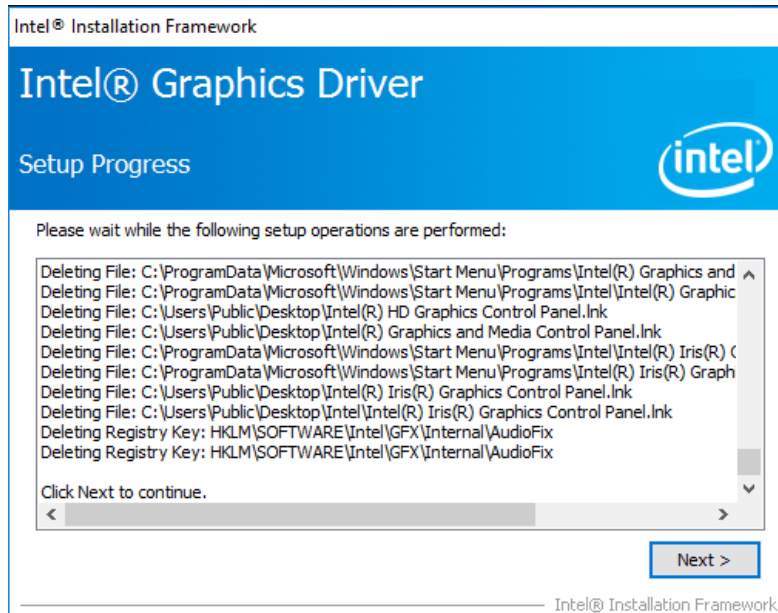 Intel® Installation Framework
Intel® Graphics Driver
Setup Progress
intel
Please wait while the following setup operations are performed:
Deleting File: C:\ProgramData\Microsoft\Windows\Start Menu\Programs\Intel(R) Graphics and
Deleting File: C:\ProgramData\Microsoft\Windows\Start Menu\Programs\Intel\Intel(R) Graphic
Deleting File: C:\Users\Public\Desktop\Intel(R) HD Graphics Control Panel.lnk
Deleting File: C:\Users\Public\Desktop\Intel(R) Graphics and Media Control Panel.lnk
Deleting File: C:\ProgramData\Microsoft\Windows\Start Menu\Programs\Intel\Intel(R) Iris(R)
Deleting File: C:\ProgramData\Microsoft\Windows\Start Menu\Programs\Intel(R) Iris(R) Graph
Deleting File: C:\Users\Public\Desktop\Intel(R) Iris(R) Graphics Control Panel.lnk
Deleting File: C:\Users\Public\Desktop\Intel\Intel(R) Iris(R) Graphics Control Panel.lnk
Deleting Registry Key: HKLM\SOFTWARE\Intel\GFX\Internal\AudioFix
Deleting Registry Key: HKLM\SOFTWARE\Intel\GFX\Internal\AudioFix
Click Next to continue.
Next >
Intel® Installation Framework